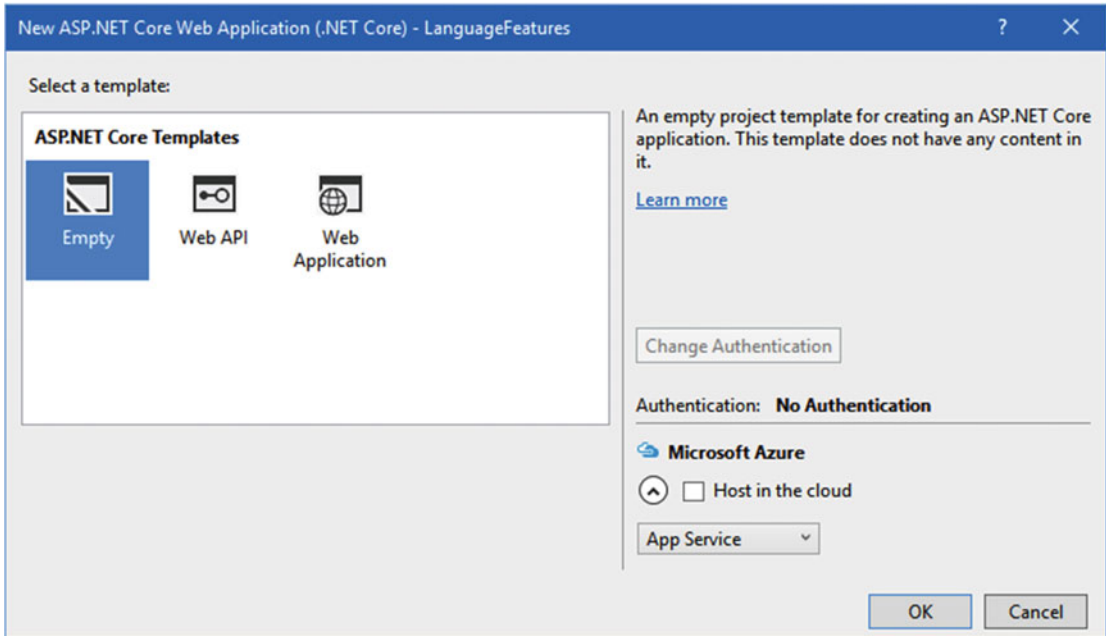 New ASP.NET Core Web Application (.NET Core) - LanguageFeatures
Select a template:
ASP.NET Core Templates
Empty
Web API
Web
Application
An empty project template for creating an ASP.NET Core
application. This template does not have any content in
it.
Learn more
Change Authentication
Authentication: No Authentication
Microsoft Azure
Host in the cloud
App Service
OK
Cancel